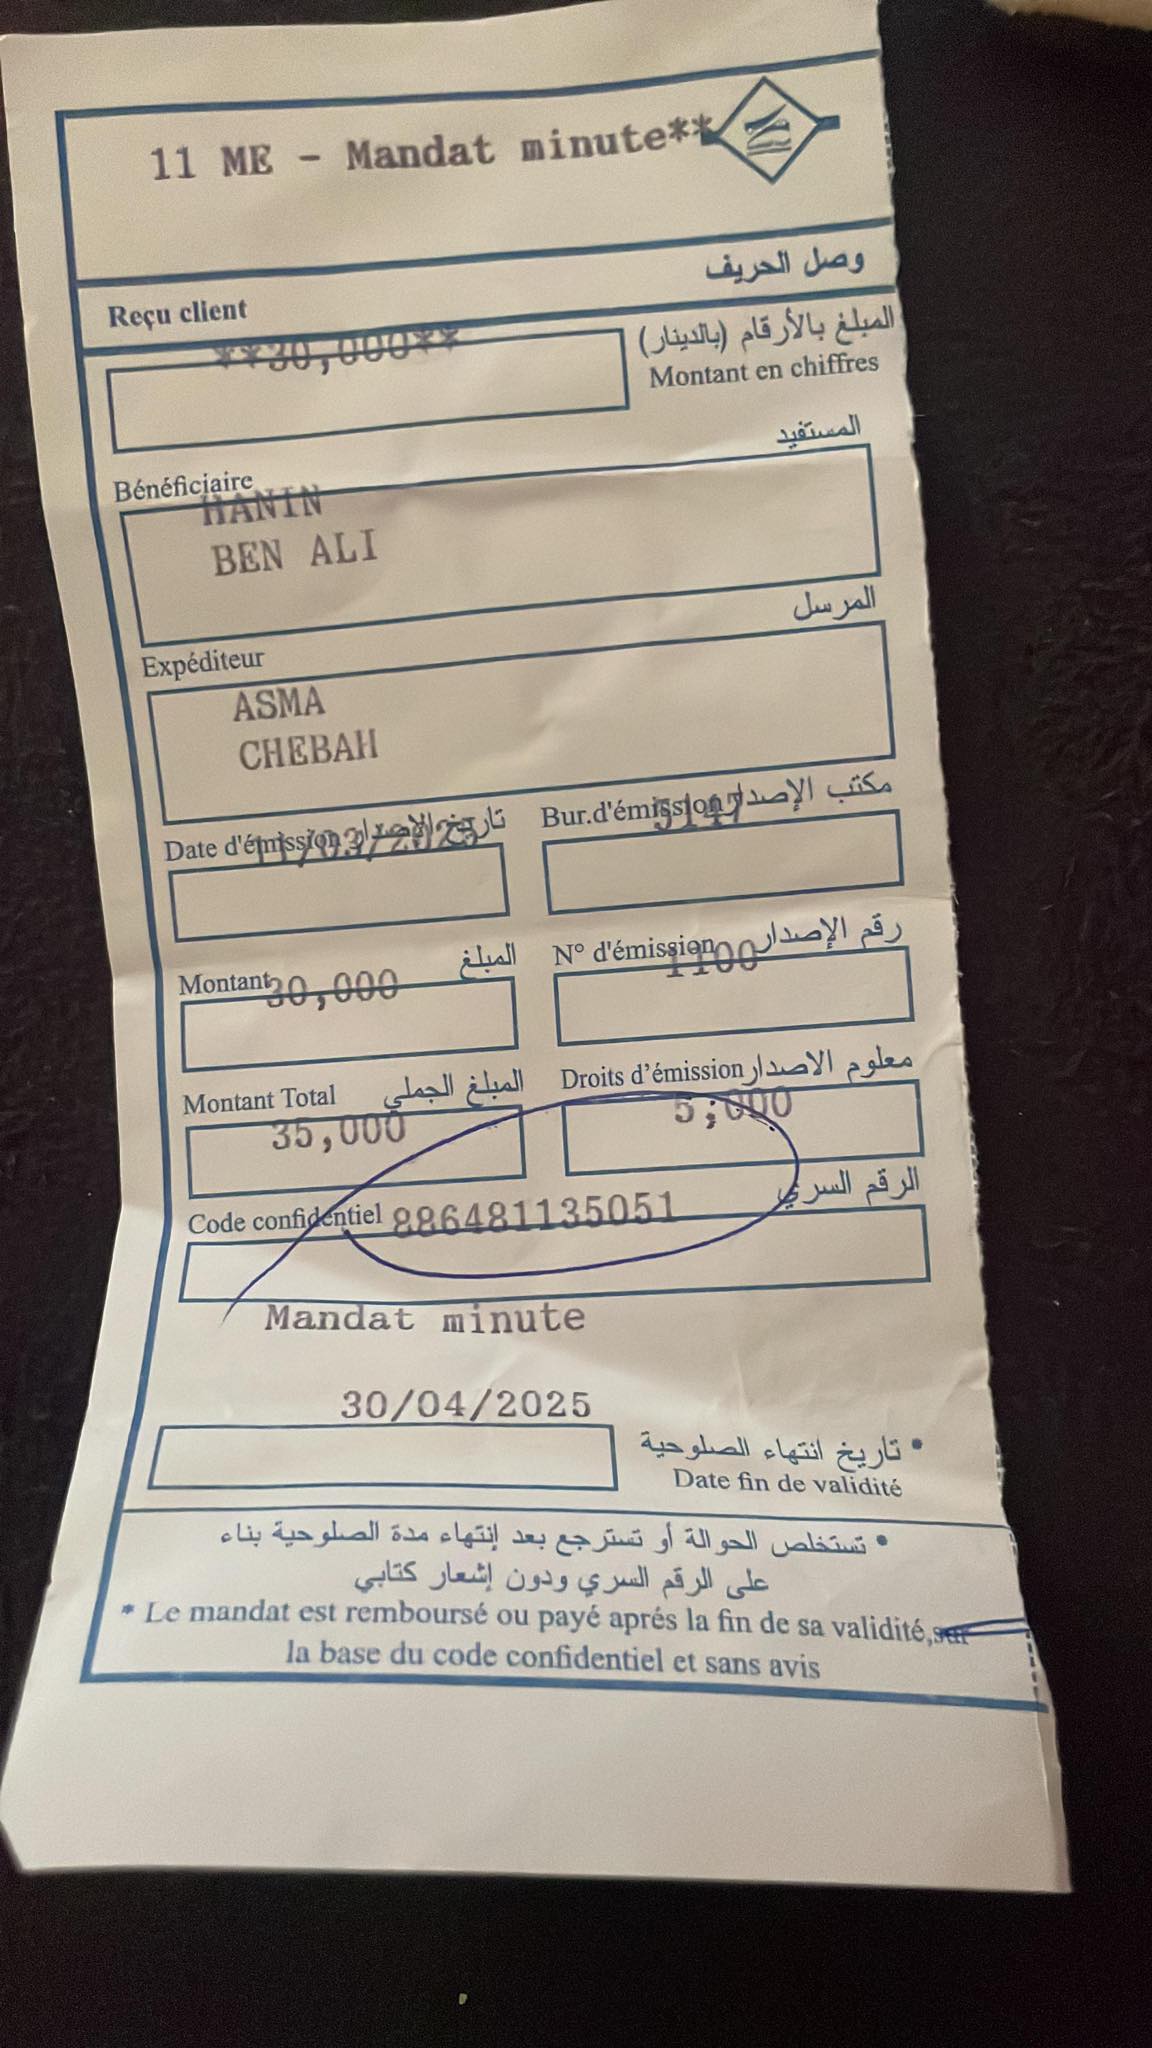 11 ME - Mandat minute**
وصل الحريف
Reçu client
**30,000**
المبلغ بالأرقام (بالدينار)
Montant en chiffres
المستفيد
Bénéficiaire
HANIN
BEN ALI
المرسل
Expéditeur
ASMA
CHEBAH
Date d'émission تاريخ الإصدار Bur.d'émission مكتب الإصدار
11/03/2025 5147
Montant المبلغ N° d'émission رقم الإصدار
30,000 1100
Montant Total المبلغ الجملي Droits d'émission معلوم الاصدار
35,000 5;000
Code confidentiel 886481135051 الرقم السري
Mandat minute
30/04/2025
• تاريخ انتهاء الصلوحية
Date fin de validité
• تستخلص الحوالة أو تسترجع بعد إنتهاء مدة الصلوحية بناء
على الرقم السري ودون إشعار كتابي
* Le mandat est remboursé ou payé aprés la fin de sa validité,sur
la base du code confidentiel et sans avis